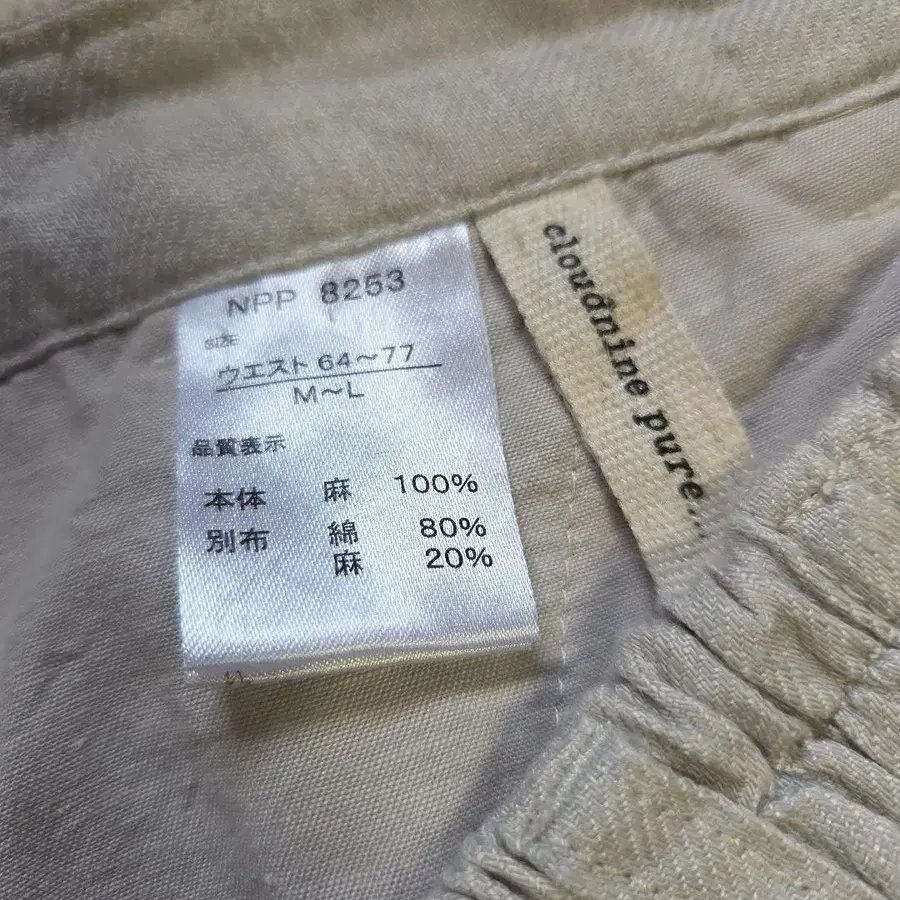 NPP 8253
SIZE
ウエスト 64～77
M～L
品質表示
本体 麻 100%
別布 綿 80%
麻 20%
cloudnine pure...